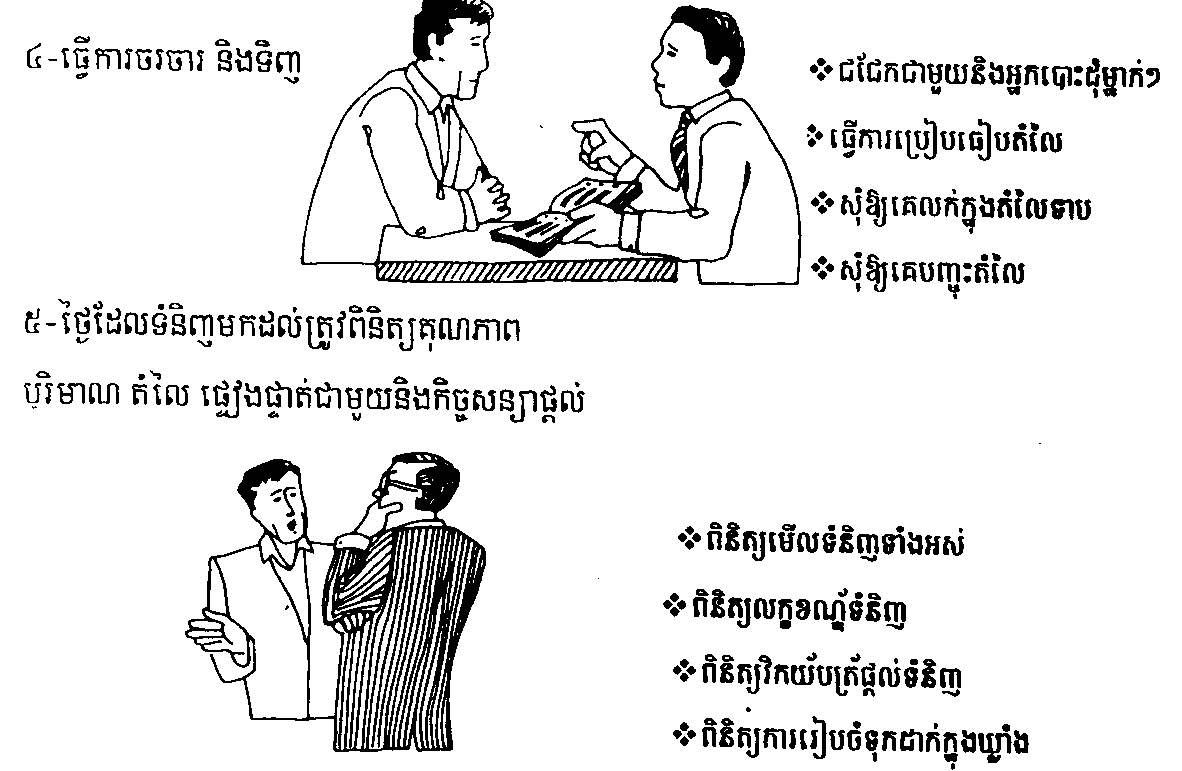 ៤-ធ្វើការចរចារ និងទិញ
❖ជជែកជាមួយនិងអ្នកបោះដុំម្នាក់ៗ
❖ធ្វើការប្រៀបធៀបតំលៃ
❖សុំឱ្យគេលក់ក្នុងតំលៃទាប
❖សុំឱ្យគេបញ្ចុះតំលៃ
៥-ថ្ងៃដែលទំនិញមកដល់ត្រូវពិនិត្យគុណភាព
បរិមាណ តំលៃ ផ្ទៀងផ្ទាត់ជាមួយនិងកិច្ចសន្យាផ្តល់
❖ពិនិត្យមើលទំនិញទាំងអស់
❖ពិនិត្យលក្ខខណ្ឌ័ទំនិញ
❖ពិនិត្យវិកយ័បត្រ័ផ្តល់ទំនិញ
❖ពិនិត្យការរៀបចំទុកដាក់ក្នុងឃ្លាំង